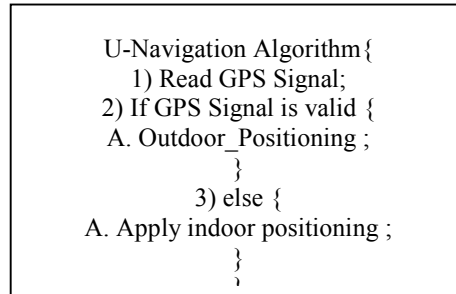 U-Navigation Algorithm{
1) Read GPS Signal;
2) If GPS Signal is valid {
A. Outdoor_Positioning ;
}
3) else {
A. Apply indoor positioning ;
}
}